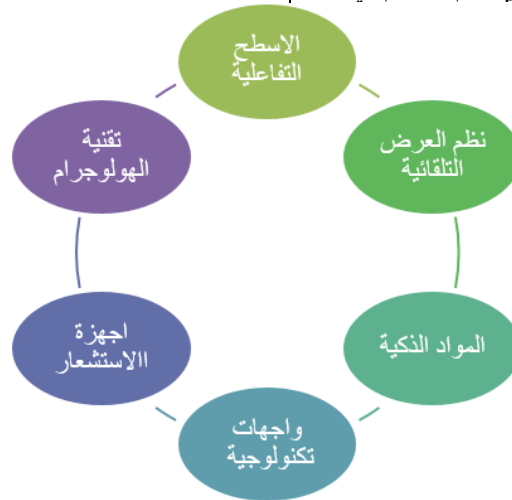 الاسطح
التفاعلية
نظم العرض
التلقائية
المواد الذكية
واجهات
تكنولوجية
اجهزة
االاستشعار
تقنية
الهولوجرام